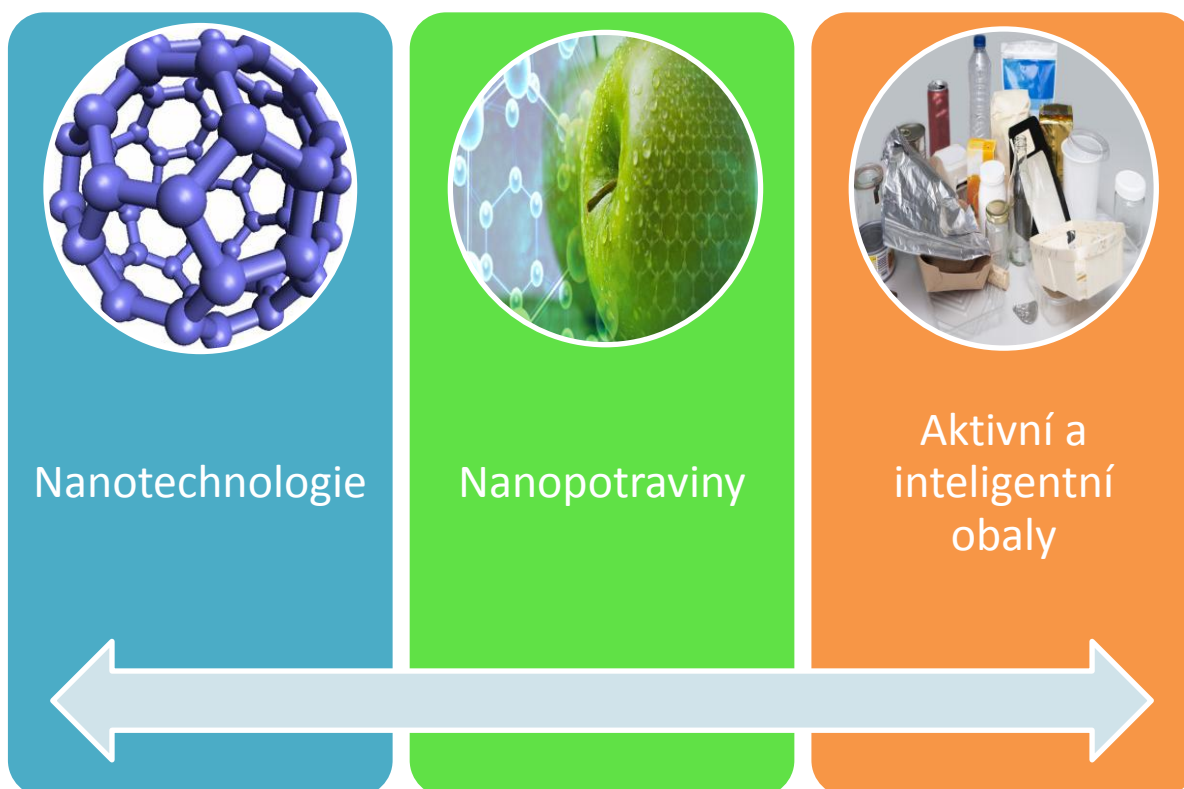 Nanotechnologie
Nanopotraviny
Aktivní a
inteligentní
obaly